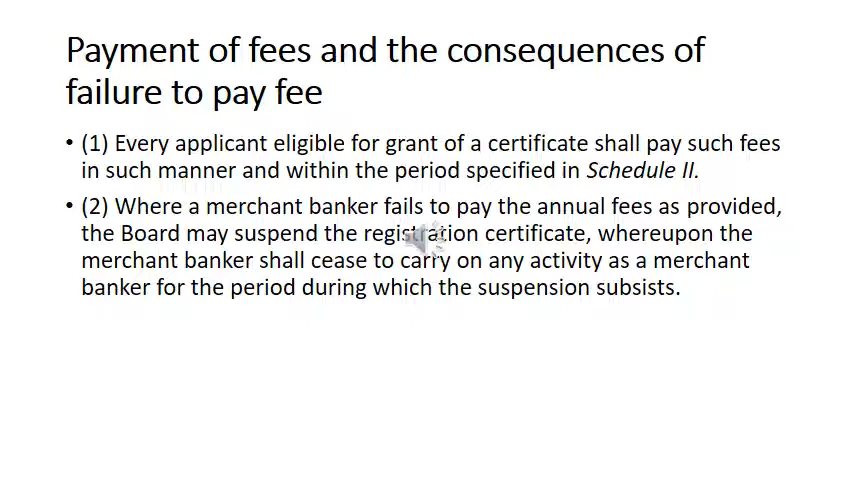 Payment of fees and the consequences of
failure to pay fee
• (1) Every applicant eligible for grant of a certificate shall pay such fees
in such manner and within the period specified in Schedule II.
• (2) Where a merchant banker fails to pay the annual fees as provided,
the Board may suspend the registration certificate, whereupon the
merchant banker shall cease to carry on any activity as a merchant
banker for the period during which the suspension subsists.